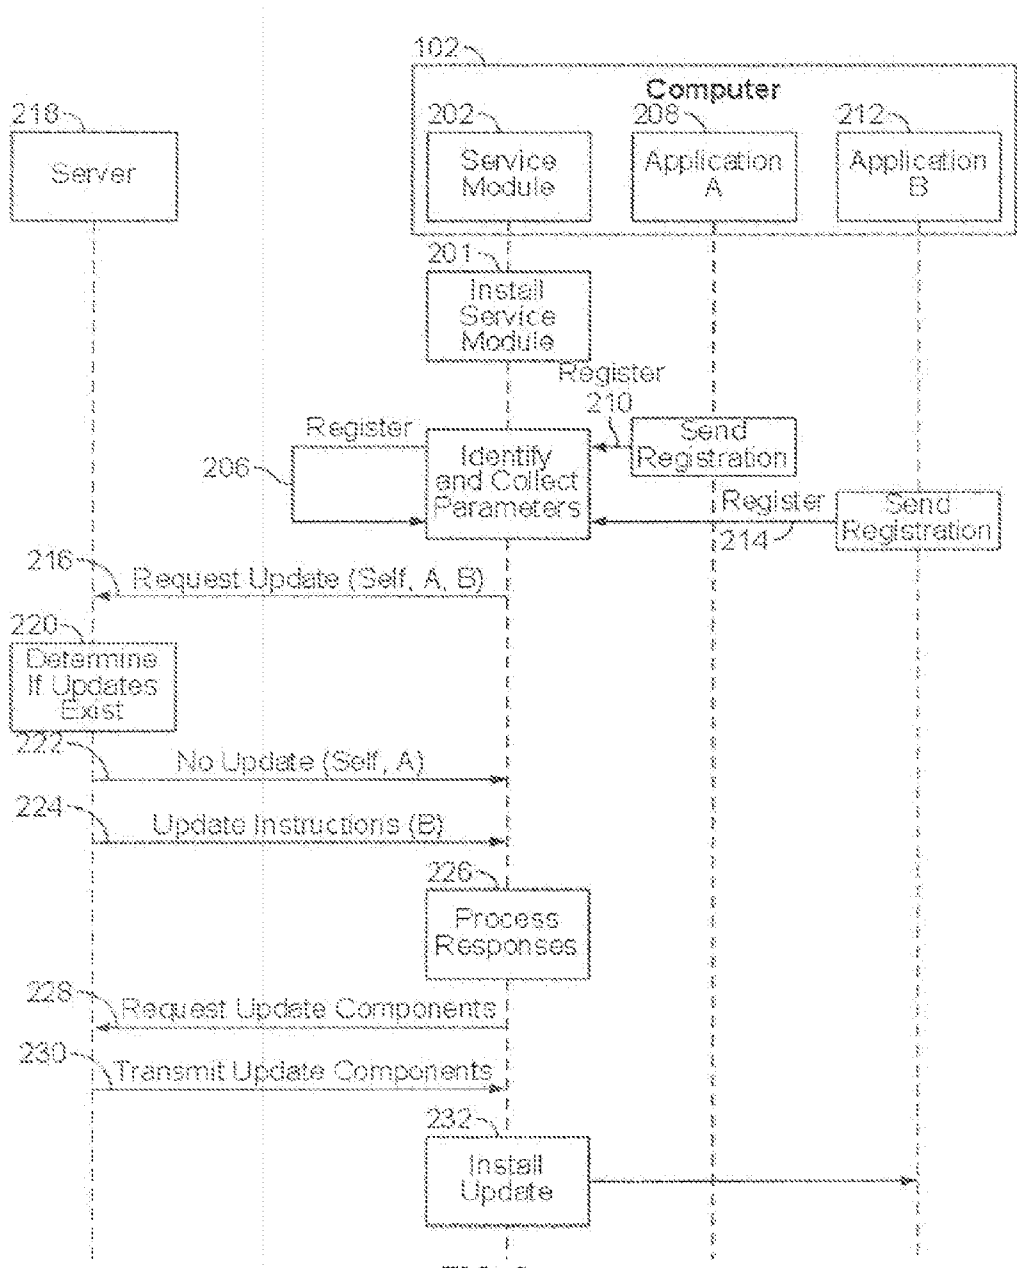 102
Computer
218
202
208
212
Server
Service
Module
Application
A
Application
B
201
Install
Service
Module
Register
210
Register
Send
Registration
206
Identify
and Collect
Parameters
Register
214
Send
Registration
216
Request Update (Self, A, B)
220
Determine
If Updates
Exist
222
No Update (Self, A)
224
Update Instructions (B)
226
Process
Responses
228
Request Update Components
230
Transmit Update Components
232
Install
Update